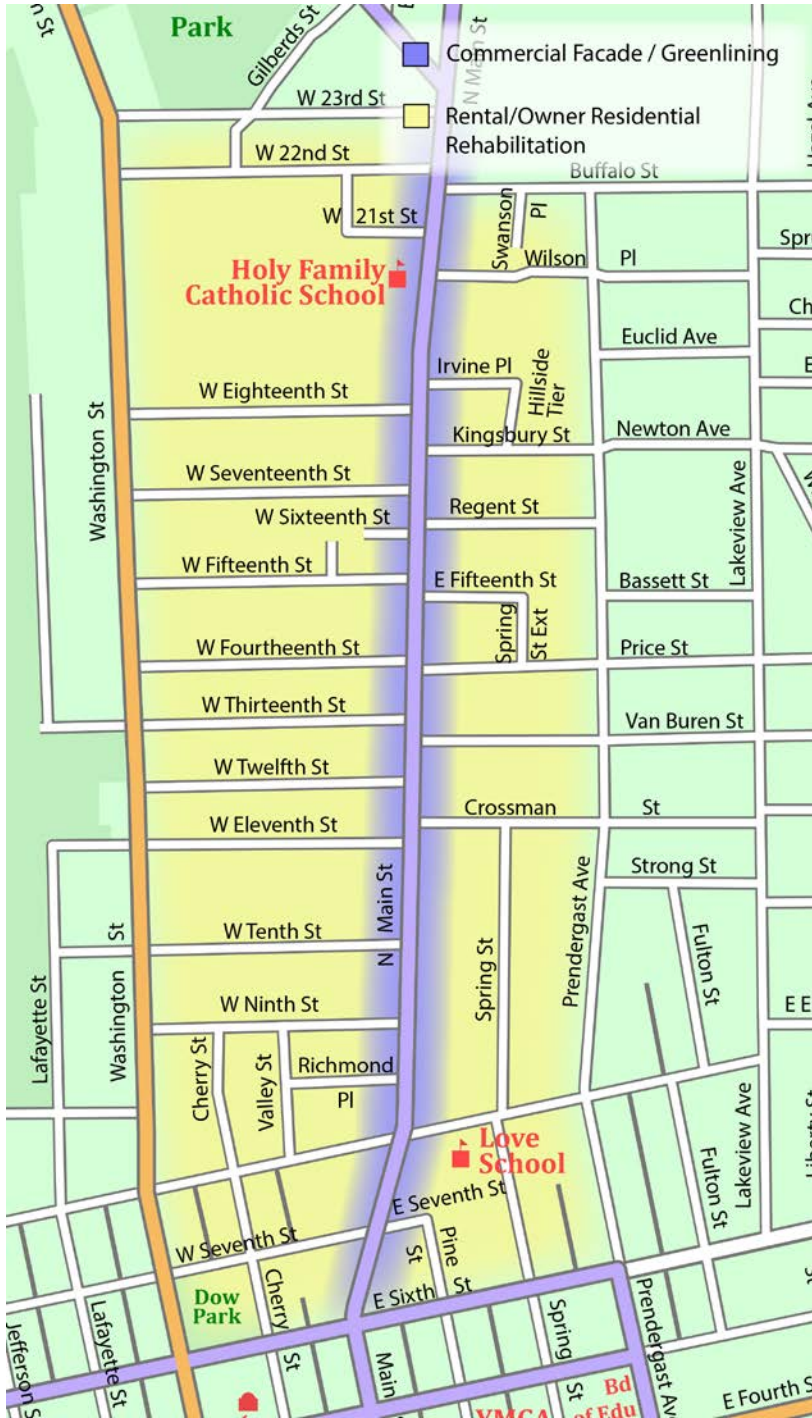 n St
Park
Gilberds St
N Main St
Commercial Facade / Greenlining
Rental/Owner Residential
Rehabilitation
W 23rd St
W 22nd St
Buffalo St
W 21st St
Swanson
Pl
Spri
Holy Family
Catholic School
Wilson Pl
Ch
Euclid Ave
Irvine Pl
Hillside
Tier
W Eighteenth St
Washington St
Kingsbury St
Newton Ave
W Seventeenth St
Lakeview Ave
W Sixteenth St
Regent St
W Fifteenth St
E Fifteenth St
Bassett St
Spring
St Ext
W Fourtheenth St
Price St
W Thirteenth St
Van Buren St
W Twelfth St
Crossman St
W Eleventh St
Strong St
N Main St
Prendergast Ave
W Tenth St
Fulton St
Spring St
Lafayette St
Washington St
W Ninth St
E E
Cherry St
Valley St
Richmond
Pl
Lakeview Ave
Liberty St
Love
School
Fulton St
E Seventh St
W Seventh St
Pine
St
Dow
Park
Cherry St
E Sixth St
Jefferson S
Lafayette St
Main
Spring St
Prendergast Av
Bd
of Edu
YMCA
E Fourth S